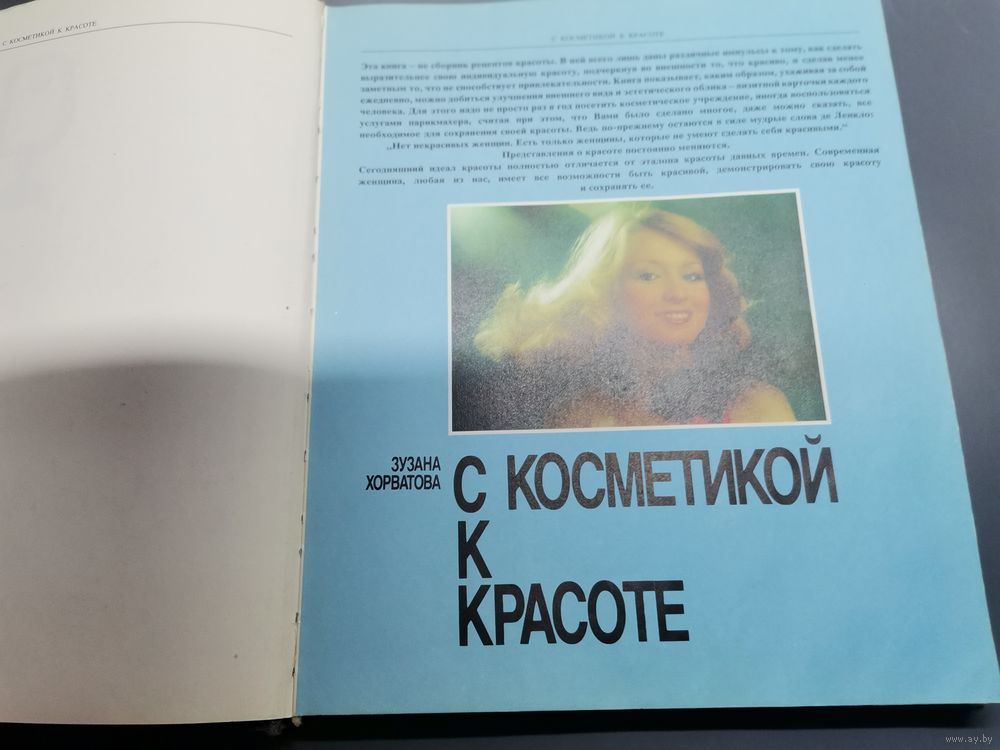 С КОСМЕТИКОЙ К КРАСОТЕ
С КОСМЕТИКОЙ К КРАСОТЕ
Эта книга – не сборник рецептов красоты. В ней всего лишь даны различные импульсы к тому, как сделать
выразительнее свою индивидуальную красоту, подчеркнув во внешности то, что красиво, и сделав менее
заметным то, что не способствует привлекательности. Книга показывает, каким образом, ухаживая за собой
ежедневно, можно добиться улучшения внешнего вида и эстетического облика – визитной карточки каждого
человека. Для этого надо не просто раз в год посетить косметическое учреждение, иногда воспользоваться
услугами парикмахера, считая при этом, что Вами было сделано многое, даже можно сказать, все
необходимое для сохранения своей красоты. Ведь по-прежнему остаются в силе мудрые слова де Ленкло:
„Нет некрасивых женщин. Есть только женщины, которые не умеют сделать себя красивыми.“
Представления о красоте постоянно меняются.
Сегодняшний идеал красоты полностью отличается от эталона красоты давних времен. Современная
женщина, любая из нас, имеет все возможности быть красивой, демонстрировать свою красоту
и сохранять ее.
ЗУЗАНА
ХОРВАТОВА
С КОСМЕТИКОЙ
К
КРАСОТЕ
www.ay.by